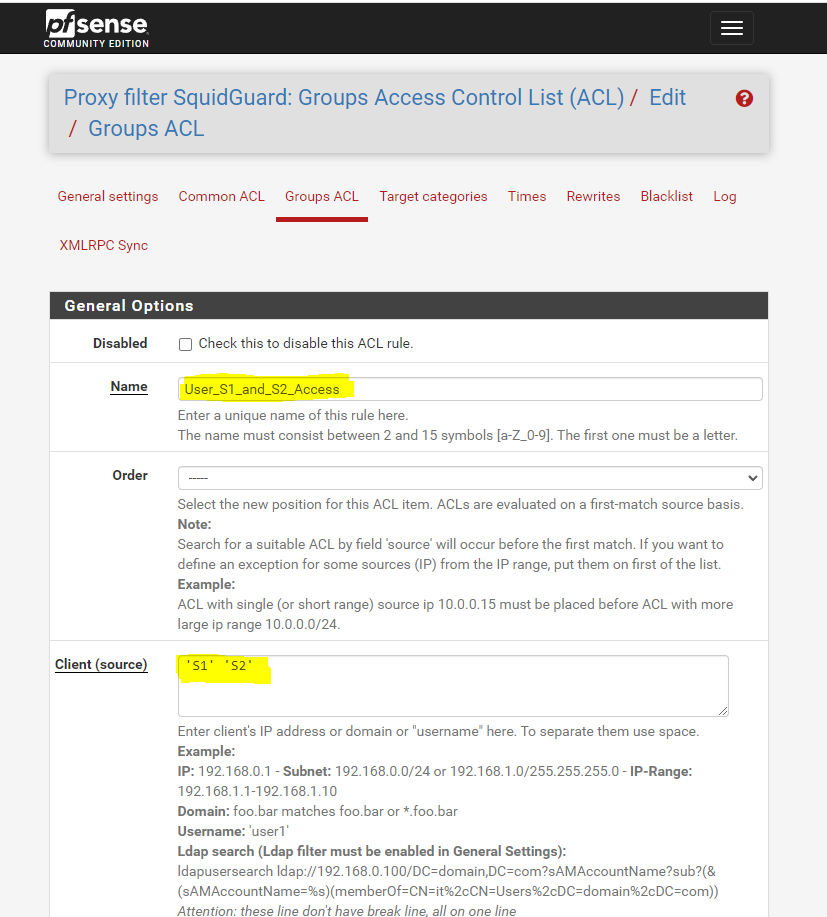 pfsense
COMMUNITY EDITION
Proxy filter SquidGuard: Groups Access Control List (ACL) / Edit
/ Groups ACL
?
General settings Common ACL Groups ACL Target categories Times Rewrites Blacklist Log
XMLRPC Sync
General Options
Disabled Check this to disable this ACL rule.
Name User_S1_and_S2_Access
Enter a unique name of this rule here.
The name must consist between 2 and 15 symbols [a-Z_0-9]. The first one must be a letter.
Order -----
Select the new position for this ACL item. ACLs are evaluated on a first-match source basis.
Note:
Search for a suitable ACL by field 'source' will occur before the first match. If you want to
define an exception for some sources (IP) from the IP range, put them on first of the list.
Example:
ACL with single (or short range) source ip 10.0.0.15 must be placed before ACL with more
large ip range 10.0.0.0/24.
Client (source) 'S1' 'S2'
Enter client's IP address or domain or "username" here. To separate them use space.
Example:
IP: 192.168.0.1 - Subnet: 192.168.0.0/24 or 192.168.1.0/255.255.255.0 - IP-Range:
192.168.1.1-192.168.1.10
Domain: foo.bar matches foo.bar or *.foo.bar
Username: 'user1'
Ldap search (Ldap filter must be enabled in General Settings):
ldapusersearch ldap://192.168.0.100/DC=domain,DC=com?sAMAccountName?sub?(&
(sAMAccountName=%s)(memberOf=CN=it%2cCN=Users%2cDC=domain%2cDC=com))
Attention: these line don't have break line, all on one line